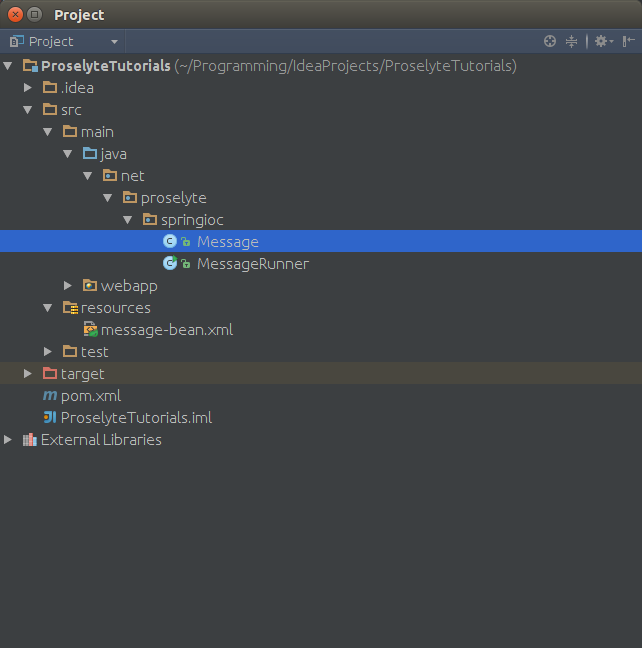 Project
Project
ProselyteTutorials (~/Programming/IdeaProjects/ProselyteTutorials)
.idea
src
main
java
net
proselyte
springioc
Message
MessageRunner
webapp
resources
message-bean.xml
test
target
pom.xml
ProselyteTutorials.iml
External Libraries